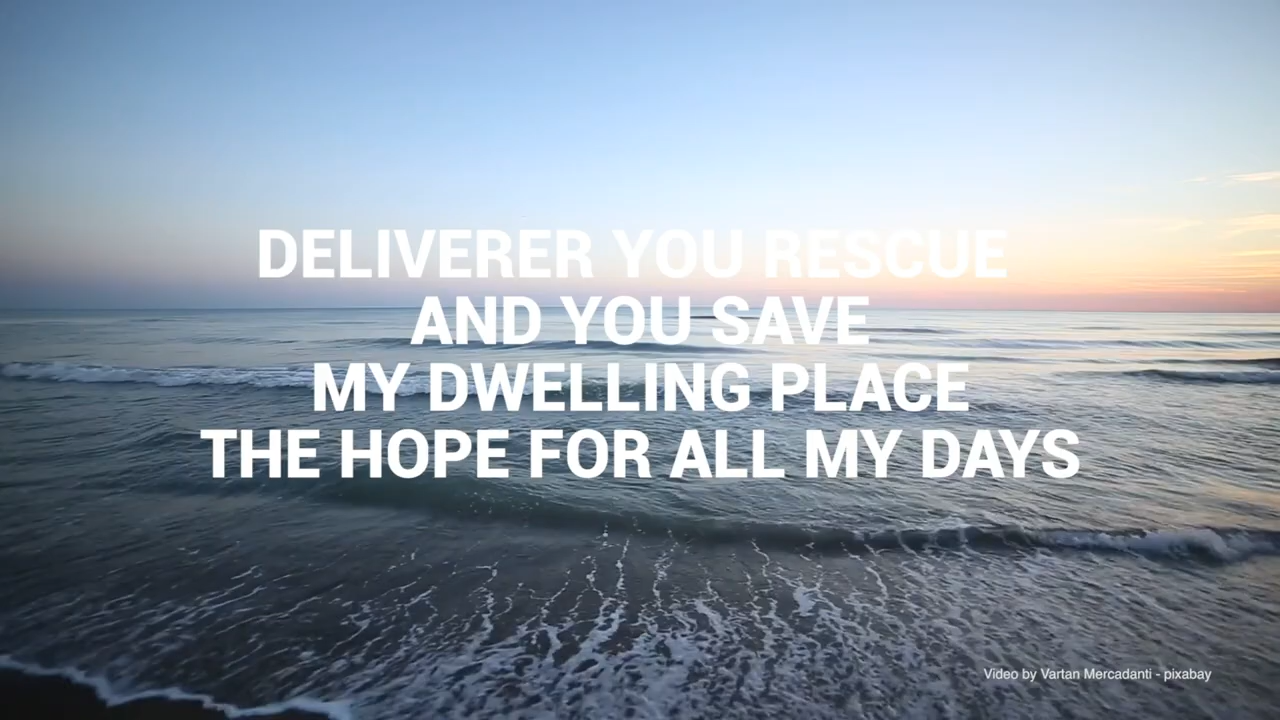 DELIVERER YOU RESCUE
AND YOU SAVE
MY DWELLING PLACE
THE HOPE FOR ALL MY DAYS
Video by Vartan Mercadanti - pixabay